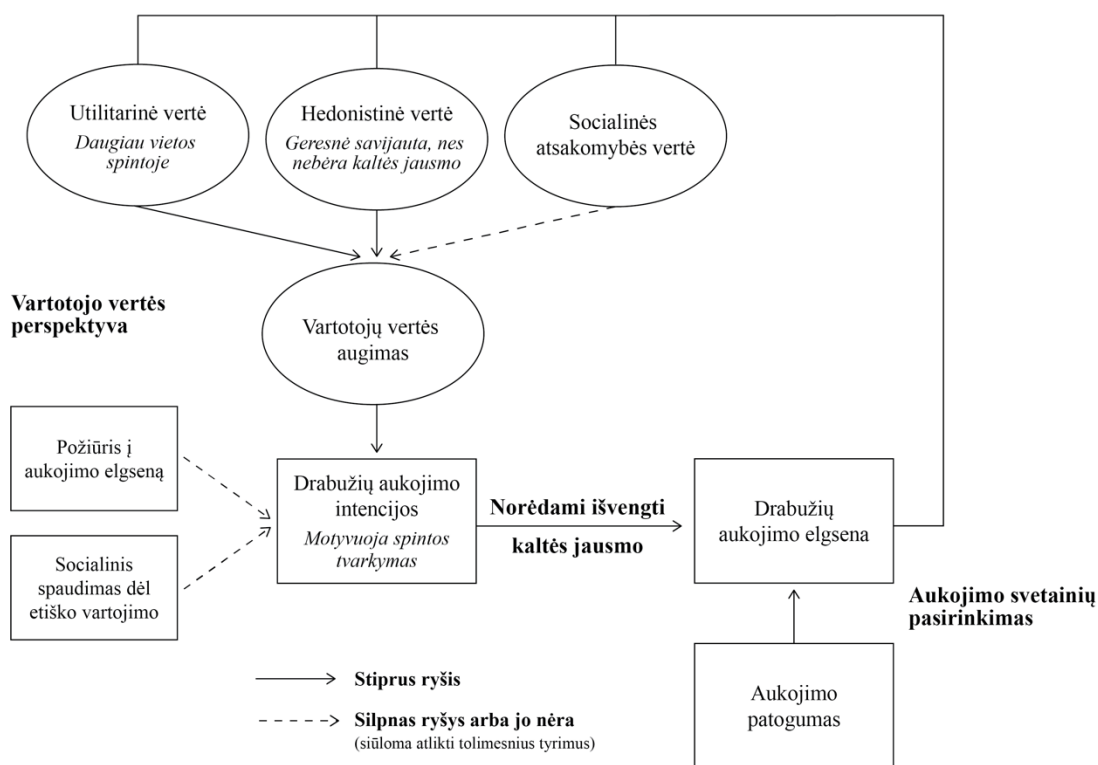 Utilitarinė vertė
Daugiau vietos
spintoje
Hedonistinė vertė
Geresnė savijauta, nes
nebėra kaltės jausmo
Socialinės
atsakomybės vertė
Vartotojo vertės
perspektyva
Vartotojų vertės
augimas
Požiūris į
aukojimo elgseną
Socialinis
spaudimas dėl
etiško vartojimo
Drabužių aukojimo
intencijos
Motyvuoja spintos
tvarkymas
Norėdami išvengti
kaltės jausmo
Drabužių
aukojimo elgsena
Aukojimo svetainių
pasirinkimas
Aukojimo
patogumas
Stiprus ryšis
Silpnas ryšys arba jo nėra
(siūloma atlikti tolimesnius tyrimus)